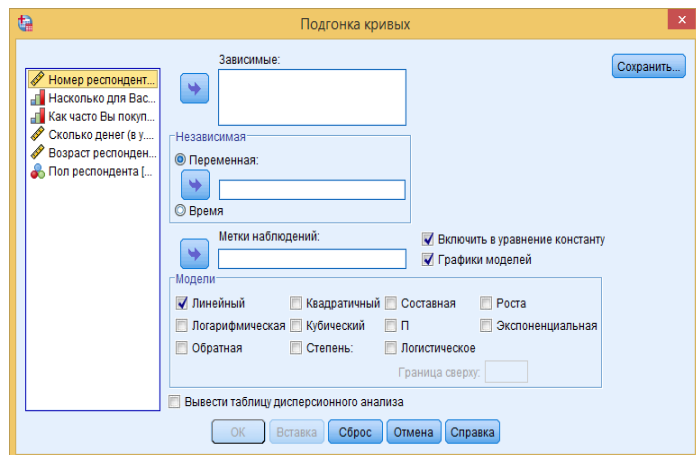 Подгонка кривых
Зависимые:
Сохранить...
Номер респондент...
Насколько для Вас...
Как часто Вы покуп...
Сколько денег (в у....
Возраст респонден...
Пол респондента [...
Независимая
Переменная:
Время
Метки наблюдений:
Включить в уравнение константу
Графики моделей
Модели
Линейный Квадратичный Составная Роста
Логарифмическая Кубический П Экспоненциальная
Обратная Степень: Логистическое
Граница сверху:
Вывести таблицу дисперсионного анализа
ОК Вставка Сброс Отмена Справка